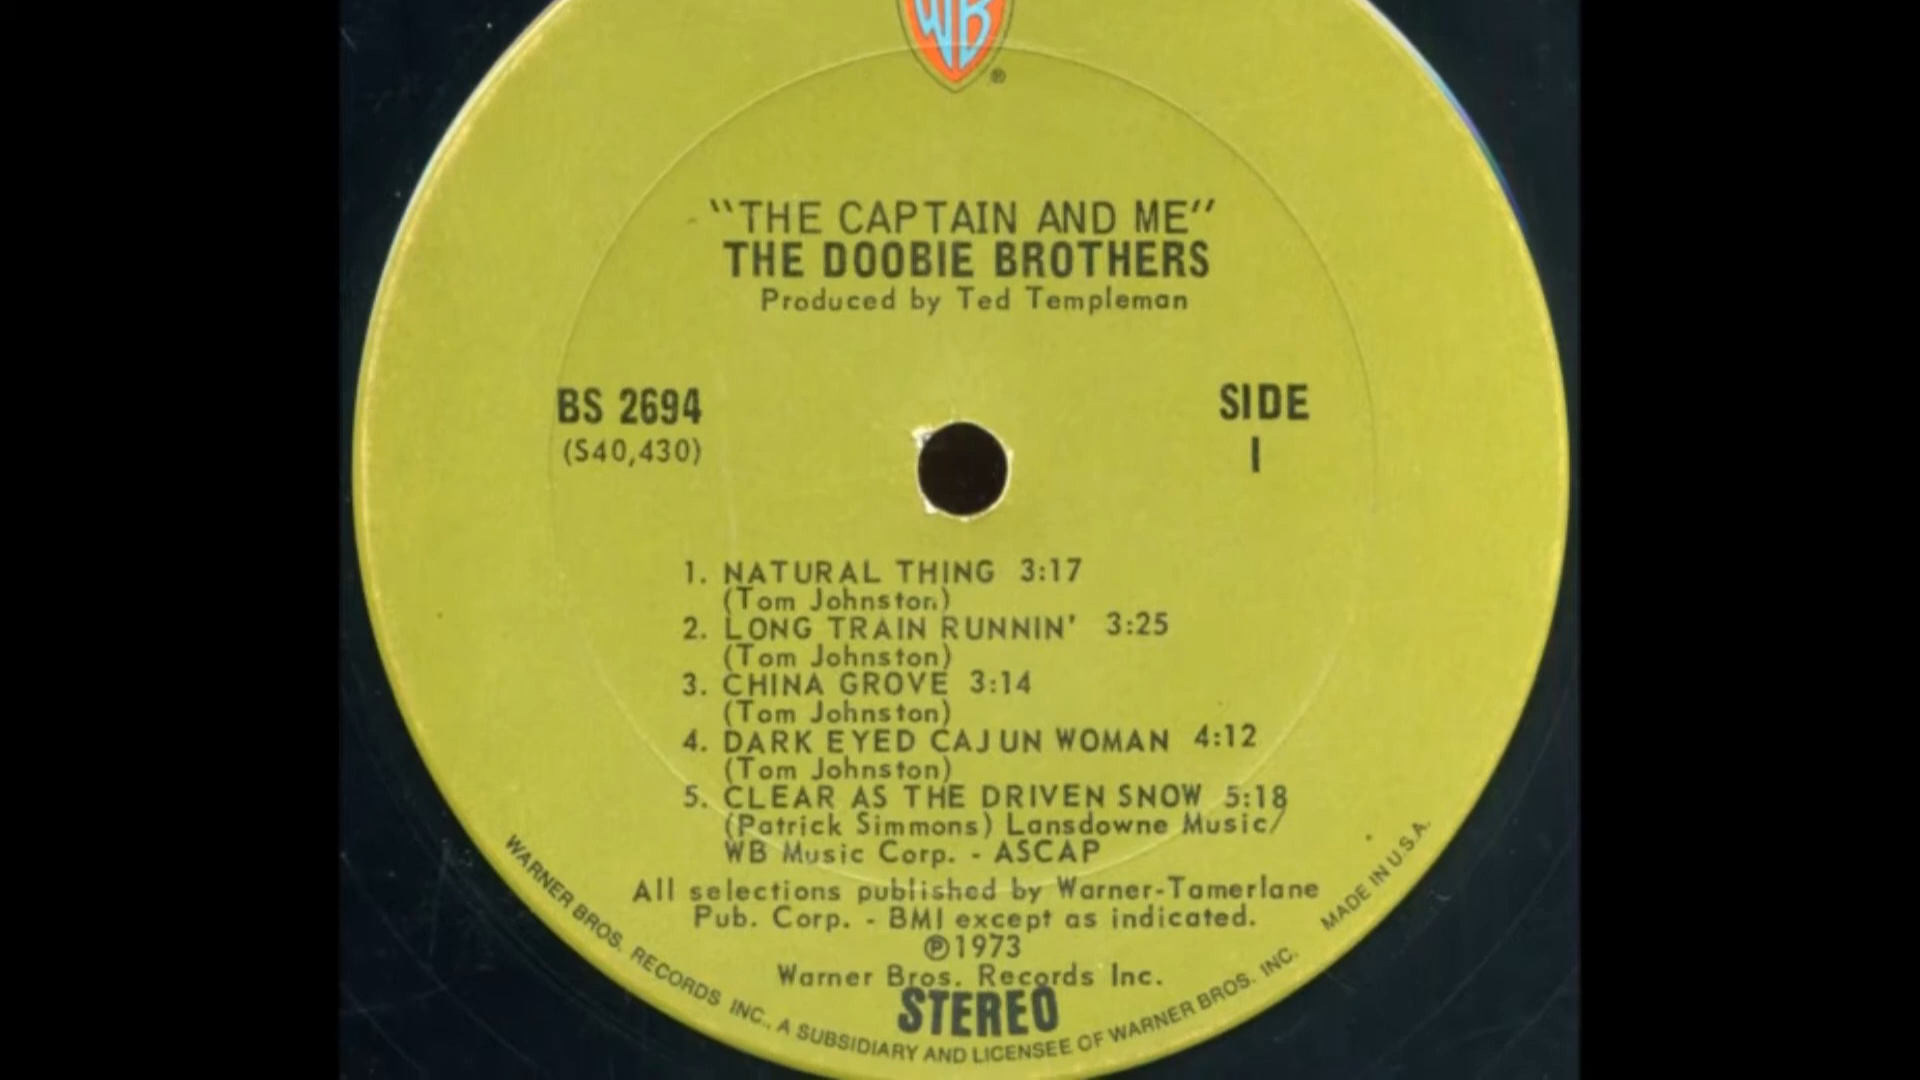 WB
®
"THE CAPTAIN AND ME"
THE DOOBIE BROTHERS
Produced by Ted Templeman
BS 2694
(S40,430)
SIDE
1
1. NATURAL THING 3:17
(Tom Johnston)
2. LONG TRAIN RUNNIN' 3:25
(Tom Johnston)
3. CHINA GROVE 3:14
(Tom Johnston)
4. DARK EYED CAJUN WOMAN 4:12
(Tom Johnston)
5. CLEAR AS THE DRIVEN SNOW 5:18
(Patrick Simmons) Lansdowne Music/
WB Music Corp. - ASCAP
All selections published by Warner-Tamerlane
Pub. Corp. - BMI except as indicated.
℗1973
Warner Bros. Records Inc.
STEREO
WARNER BROS. RECORDS INC., A SUBSIDIARY AND LICENSEE OF WARNER BROS. INC. MADE IN U.S.A.